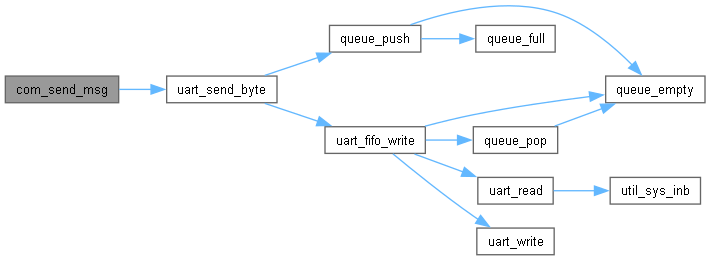 com_send_msg
uart_send_byte
queue_push
queue_full
queue_empty
uart_fifo_write
queue_pop
uart_read
util_sys_inb
uart_write